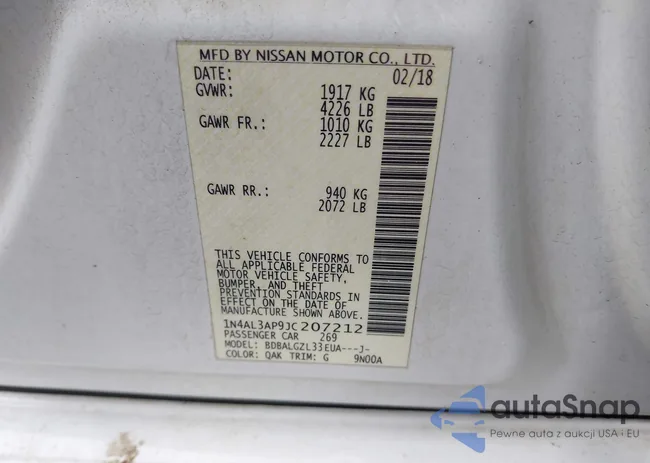 MFD BY NISSAN MOTOR CO., LTD.
DATE: 02/18
GVWR: 1917 KG
4226 LB
GAWR FR.: 1010 KG
2227 LB
GAWR RR.: 940 KG
2072 LB
THIS VEHICLE CONFORMS TO
ALL APPLICABLE FEDERAL
MOTOR VEHICLE SAFETY,
BUMPER, AND THEFT
PREVENTION STANDARDS IN
EFFECT ON THE DATE OF
MANUFACTURE SHOWN ABOVE.
1N4AL3AP9JC207212
PASSENGER CAR 269
MODEL: BDBALGZL33EUA---J-
COLOR: QAK TRIM: G 9N00A
autoSnap
Pewne auta z aukcji USA i EU